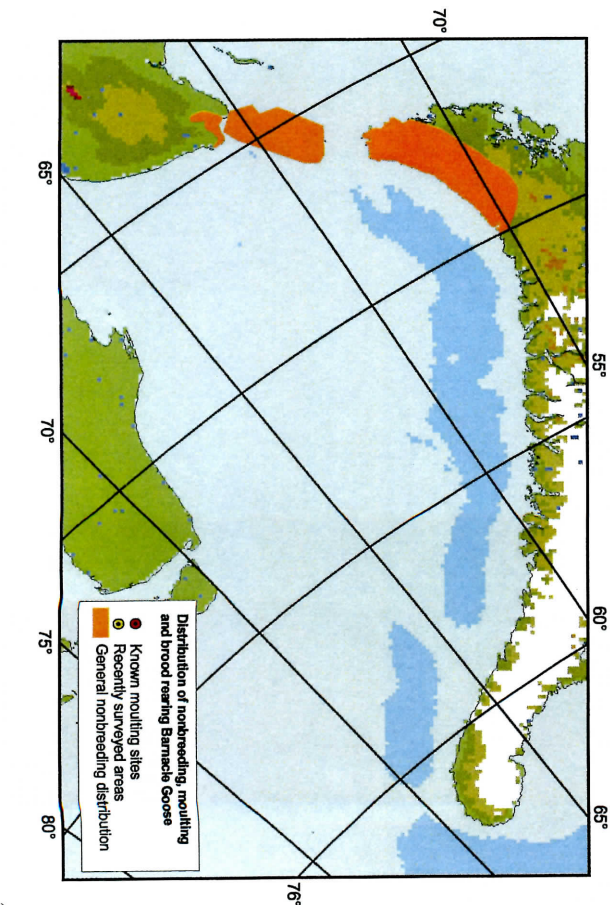 70°
55°
60°
65°
65°
70°
75°
80°
76°
Distribution of nonbreeding, moulting
and brood rearing Barnacle Goose
Known moulting sites
Recently surveyed areas
General nonbreeding distribution